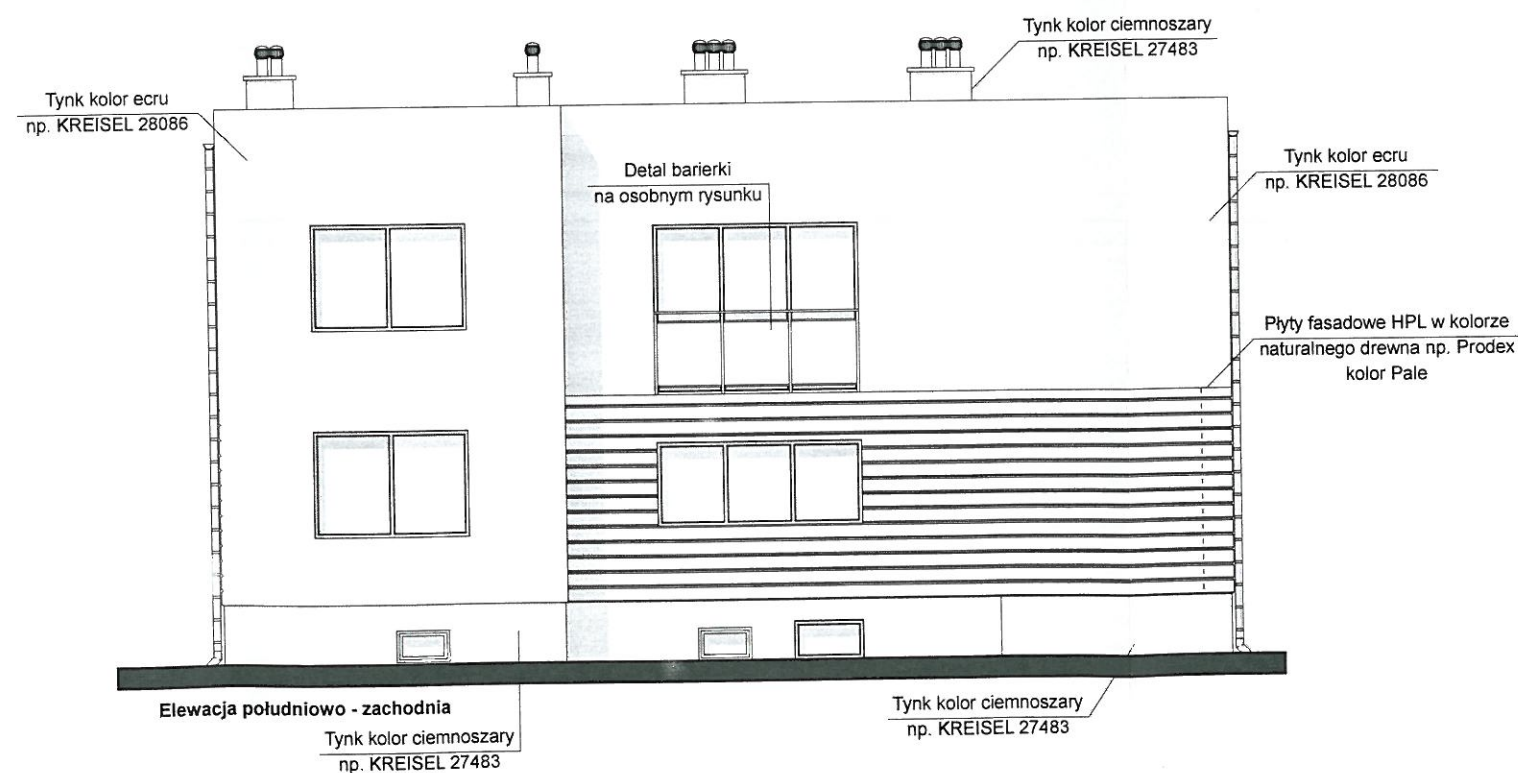 Tynk kolor ciemnoszary
np. KREISEL 27483
Tynk kolor ecru
np. KREISEL 28086
Detal barierki
na osobnym rysunku
Tynk kolor ecru
np. KREISEL 28086
Płyty fasadowe HPL w kolorze
naturalnego drewna np. Prodex
kolor Pale
Elewacja południowo - zachodnia
Tynk kolor ciemnoszary
np. KREISEL 27483
Tynk kolor ciemnoszary
np. KREISEL 27483